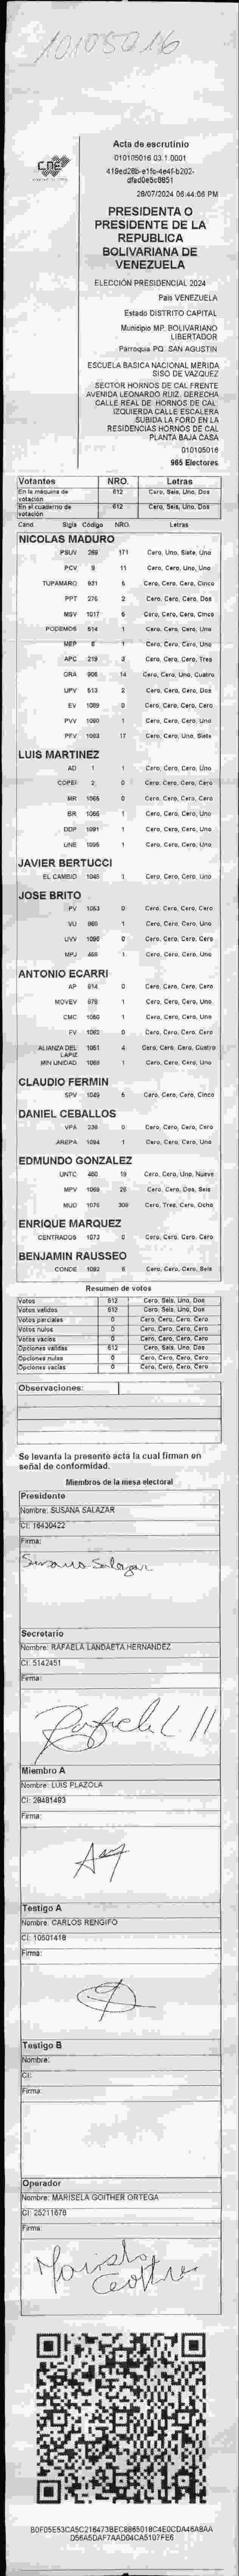 10105016
CNE
Acta de escrutinio
010105016.03.1.0001
28/07/2024 06:44:06 PM
PRESIDENTA O
PRESIDENTE DE LA
REPUBLICA
BOLIVARIANA DE
VENEZUELA
ELECCIÓN PRESIDENCIAL 2024
País VENEZUELA
Estado DISTRITO CAPITAL
Municipio MP. BOLIVARIANO
LIBERTADOR
Parroquia PQ. SAN AGUSTIN
ESCUELA BASICA NACIONAL MERIDA
SISO DE VAZQUEZ
SECTOR HORNOS DE CAL FRENTE
AVENIDA LEONARDO RUIZ. DERECHA
CALLE REAL DE HORNOS DE CAL.
IZQUIERDA CALLE ESCALERA
SUBIDA LA FORD EN LA
RESIDENCIAS HORNOS DE CAL
PLANTA BAJA CASA
010105016
965 Electores
Votantes NRO. Letras
En la máquina de votación 612 Cero, Seis, Uno, Dos
En el cuaderno de votación 612 Cero, Seis, Uno, Dos
Cand. Sigla Código NRO. Letras
NICOLAS MADURO
PSUV 269 171 Cero, Uno, Siete, Uno
PCV 9 11 Cero, Cero, Uno, Uno
TUPAMARO 931 5 Cero, Cero, Cero, Cinco
PPT 276 2 Cero, Cero, Cero, Dos
MSV 1017 5 Cero, Cero, Cero, Cinco
PODEMOS 514 1 Cero, Cero, Cero, Uno
MEP 6 1 Cero, Cero, Cero, Uno
APC 219 3 Cero, Cero, Cero, Tres
ORA 906 14 Cero, Cero, Uno, Cuatro
UPV 513 2 Cero, Cero, Cero, Dos
EV 1089 0 Cero, Cero, Cero, Cero
PVV 1090 1 Cero, Cero, Cero, Uno
PFV 1093 17 Cero, Cero, Uno, Siete
LUIS MARTINEZ
AD 1 1 Cero, Cero, Cero, Uno
COPEI 2 0 Cero, Cero, Cero, Cero
MR 1065 0 Cero, Cero, Cero, Cero
BR 1066 1 Cero, Cero, Cero, Uno
DDP 1091 1 Cero, Cero, Cero, Uno
UNE 1095 1 Cero, Cero, Cero, Uno
JAVIER BERTUCCI
EL CAMBIO 1048 1 Cero, Cero, Cero, Uno
JOSE BRITO
PV 1053 0 Cero, Cero, Cero, Cero
VU 960 1 Cero, Cero, Cero, Uno
UVV 1096 0 Cero, Cero, Cero, Cero
MPJ 468 1 Cero, Cero, Cero, Uno
ANTONIO ECARRI
AP 914 0 Cero, Cero, Cero, Cero
MOVEV 979 1 Cero, Cero, Cero, Uno
CMC 1050 1 Cero, Cero, Cero, Uno
FV 1062 0 Cero, Cero, Cero, Cero
ALIANZA DEL LAPIZ 1051 4 Cero, Cero, Cero, Cuatro
MIN UNIDAD 1069 1 Cero, Cero, Cero, Uno
CLAUDIO FERMIN
SPV 1049 5 Cero, Cero, Cero, Cinco
DANIEL CEBALLOS
VPA 238 0 Cero, Cero, Cero, Cero
AREPA 1094 1 Cero, Cero, Cero, Uno
EDMUNDO GONZALEZ
UNTC 460 19 Cero, Cero, Uno, Nueve
MPV 1069 26 Cero, Cero, Dos, Seis
MUD 1076 308 Cero, Tres, Cero, Ocho
ENRIQUE MARQUEZ
CENTRADOS 1073 0 Cero, Cero, Cero, Cero
BENJAMIN RAUSSEO
CONDE 1092 6 Cero, Cero, Cero, Seis
Resumen de votos
Votos 612 Cero, Seis, Uno, Dos
Votos válidos 612 Cero, Seis, Uno, Dos
Votos parciales 0 Cero, Cero, Cero, Cero
Votos nulos 0 Cero, Cero, Cero, Cero
Votos vacíos 0 Cero, Cero, Cero, Cero
Opciones válidas 612 Cero, Seis, Uno, Dos
Opciones nulas 0 Cero, Cero, Cero, Cero
Opciones vacías 0 Cero, Cero, Cero, Cero
Observaciones:
Se levanta la presente acta la cual firman en
señal de conformidad.
Miembros de la mesa electoral
Presidente
Nombre: SUSANA SALAZAR
CI: 16430422
Firma:
Susana Salazar
Secretario
Nombre: RAFAELA LANDAETA HERNANDEZ
CI: 5142451
Firma:
Rafaela
Miembro A
Nombre: LUIS PLAZOLA
CI: 28481493
Firma:
Testigo A
Nombre: CARLOS RENGIFO
CI: 10501418
Firma:
Testigo B
Nombre:
CI:
Firma:
Operador
Nombre: MARISELA GOITHER ORTEGA
CI: 25211678
Firma:
Marisela
Goither